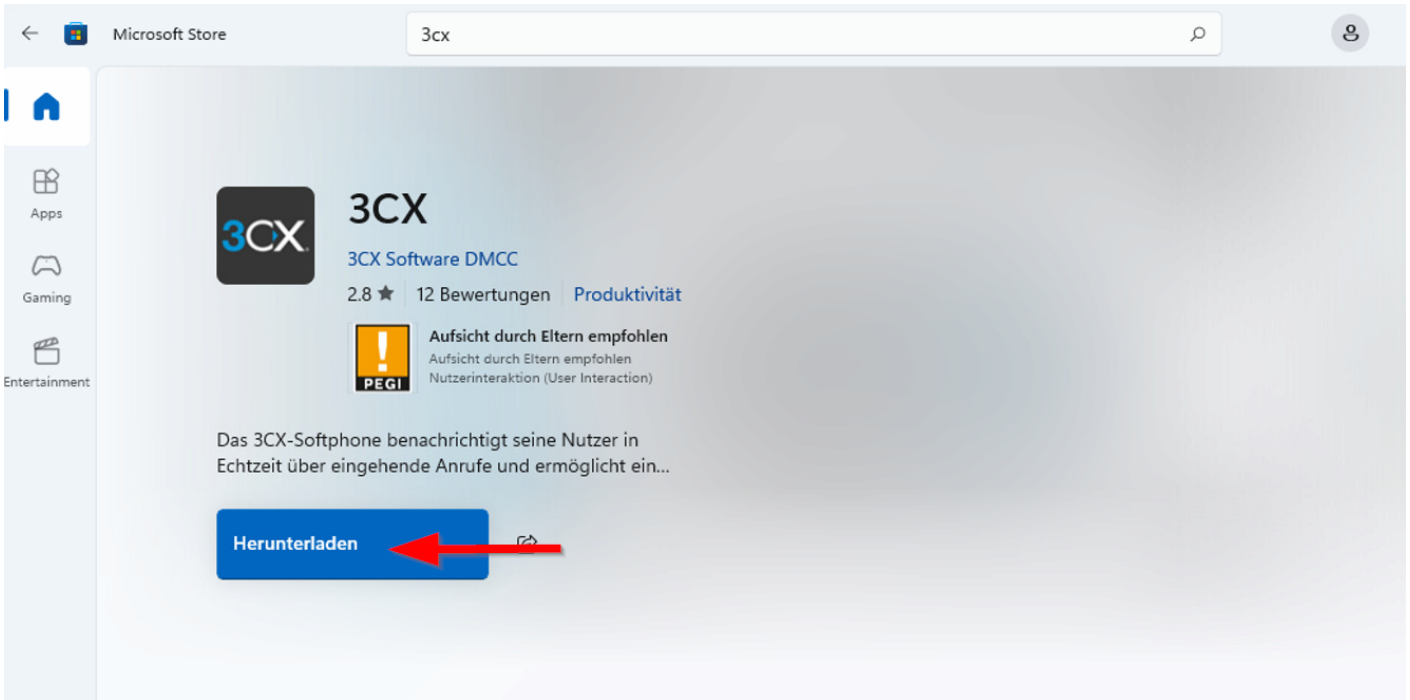 Microsoft Store
3cx
Apps
Gaming
Entertainment
3CX
3CX
3CX Software DMCC
2.8 ★ 12 Bewertungen Produktivität
PEGI
Aufsicht durch Eltern empfohlen
Aufsicht durch Eltern empfohlen
Nutzerinteraktion (User Interaction)
Das 3CX-Softphone benachrichtigt seine Nutzer in
Echtzeit über eingehende Anrufe und ermöglicht ein...
Herunterladen